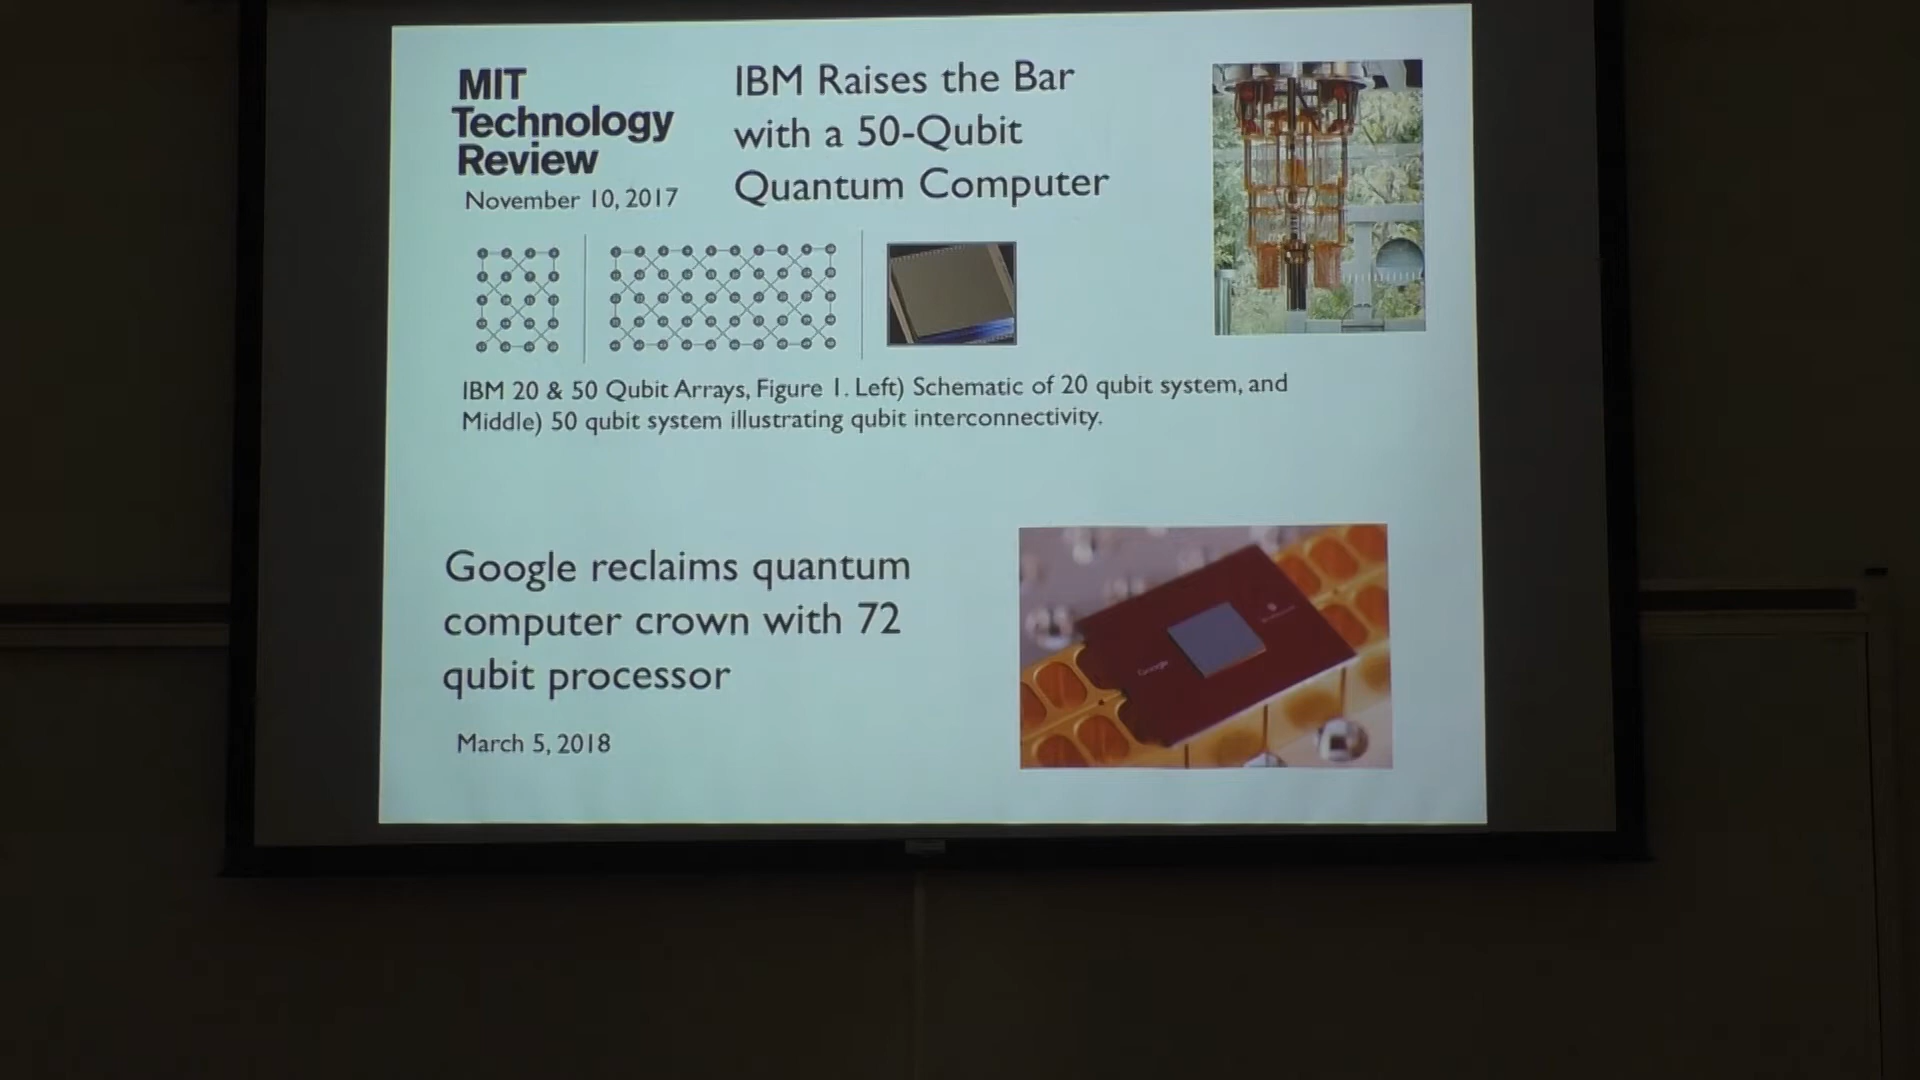 MIT
Technology
Review
November 10, 2017
IBM Raises the Bar
with a 50-Qubit
Quantum Computer
IBM 20 & 50 Qubit Arrays, Figure 1. Left) Schematic of 20 qubit system, and
Middle) 50 qubit system illustrating qubit interconnectivity.
Google reclaims quantum
computer crown with 72
qubit processor
March 5, 2018
Google